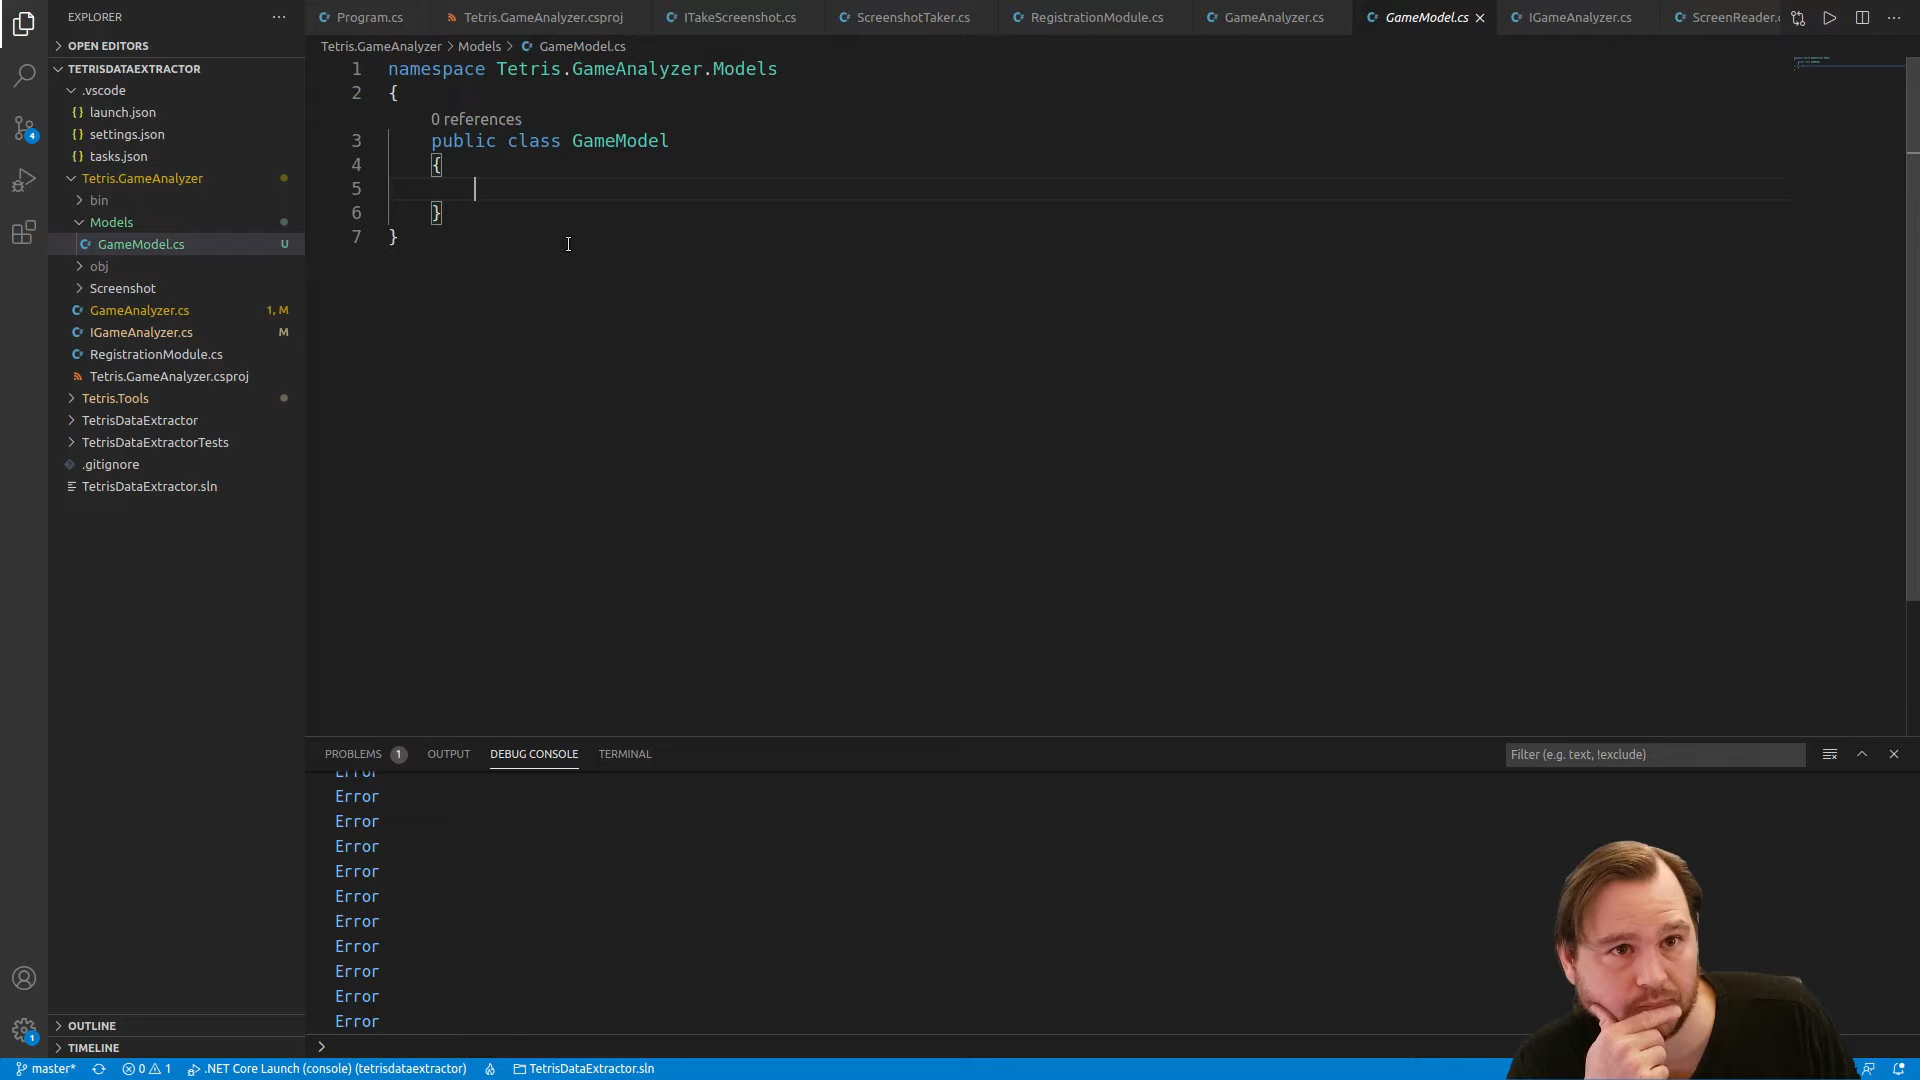 EXPLORER
OPEN EDITORS
TETRISDATAEXTRACTOR
.vscode
launch.json
settings.json
tasks.json
Tetris.GameAnalyzer
bin
Models
GameModel.cs U
obj
Screenshot
GameAnalyzer.cs 1, M
IGameAnalyzer.cs M
RegistrationModule.cs
Tetris.GameAnalyzer.csproj
Tetris.Tools
TetrisDataExtractor
TetrisDataExtractorTests
.gitignore
TetrisDataExtractor.sln
OUTLINE
TIMELINE
4
1
Program.cs Tetris.GameAnalyzer.csproj ITakeScreenshot.cs ScreenshotTaker.cs RegistrationModule.cs GameAnalyzer.cs GameModel.cs IGameAnalyzer.cs ScreenReader.c
Tetris.GameAnalyzer > Models > GameModel.cs
1 namespace Tetris.GameAnalyzer.Models
2 {
0 references
3 public class GameModel
4 {
5
6 }
7 }
PROBLEMS 1 OUTPUT DEBUG CONSOLE TERMINAL
Filter (e.g. text, !exclude)
Error
Error
Error
Error
Error
Error
Error
Error
Error
Error
Error
>
master* 0 1 .NET Core Launch (console) (tetrisdataextractor) TetrisDataExtractor.sln